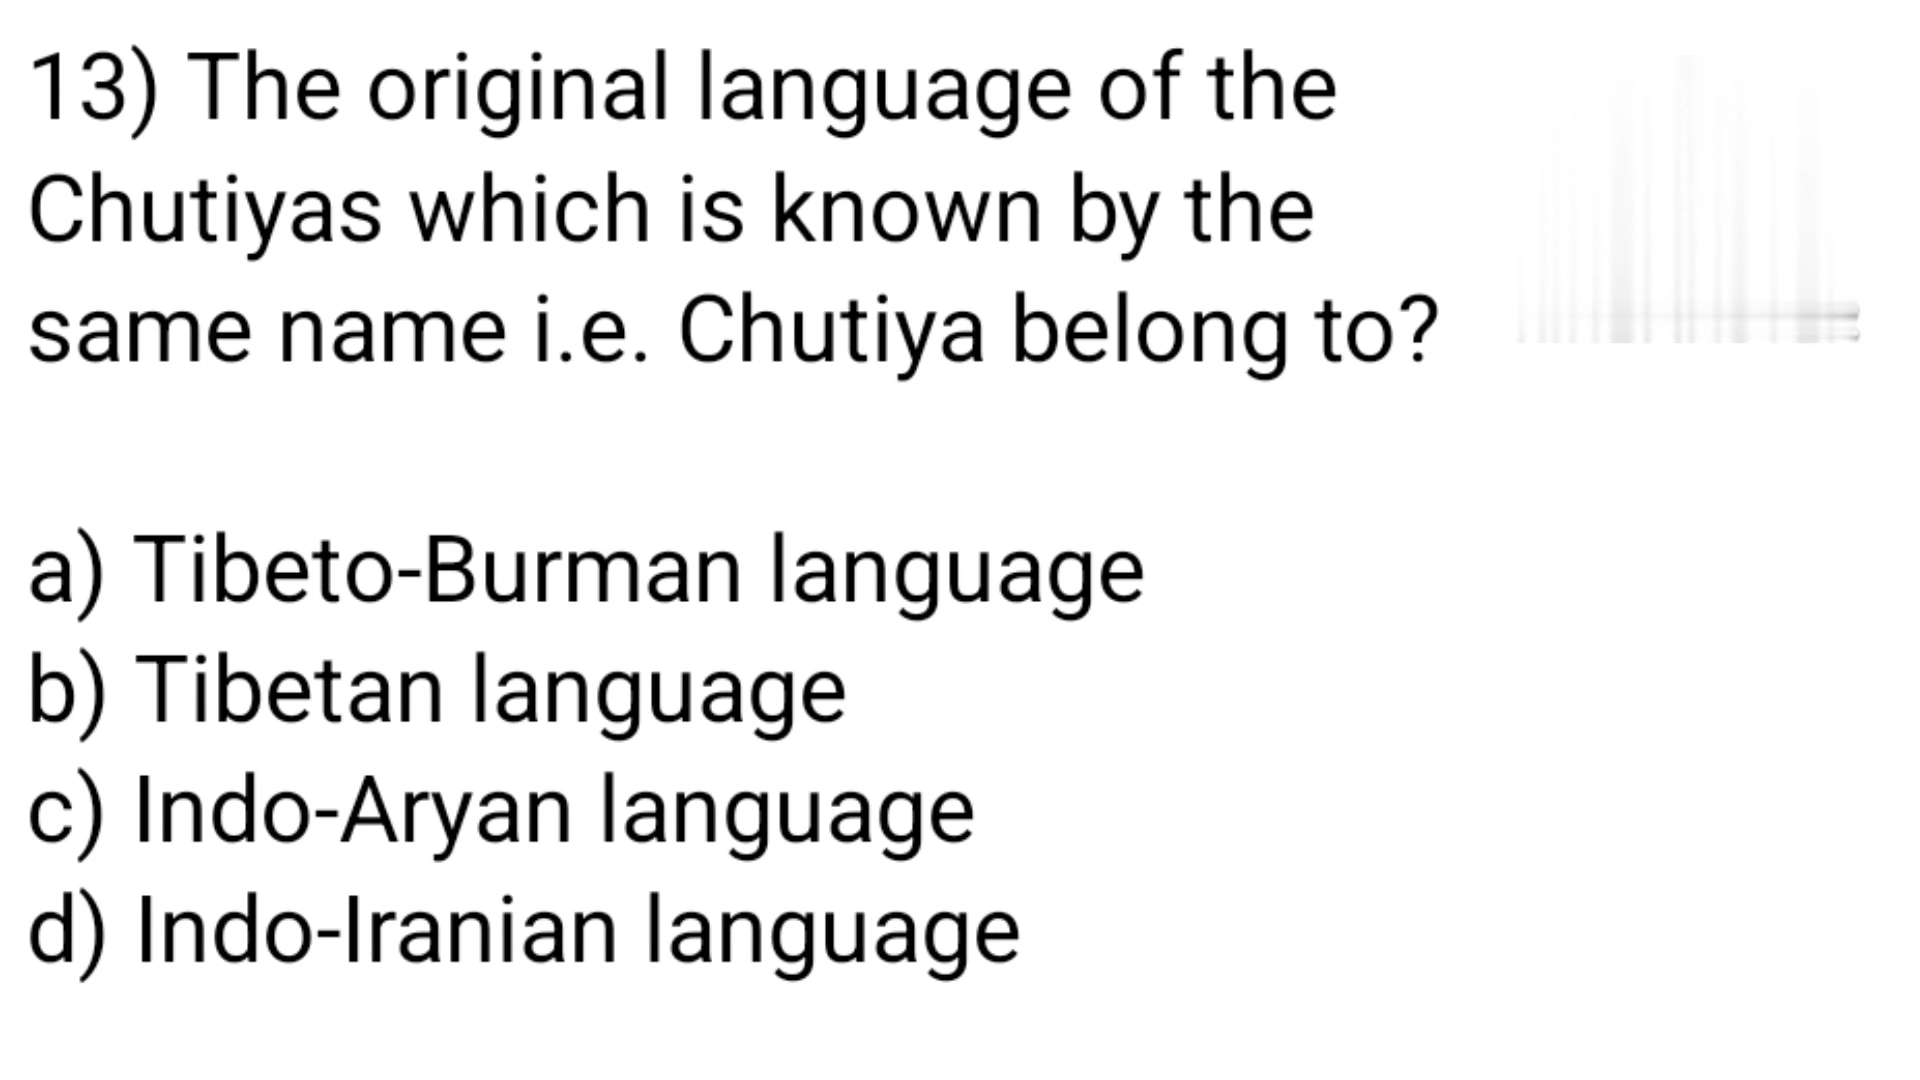 13) The original language of the
Chutiyas which is known by the
same name i.e. Chutiya belong to?
a) Tibeto-Burman language
b) Tibetan language
c) Indo-Aryan language
d) Indo-Iranian language